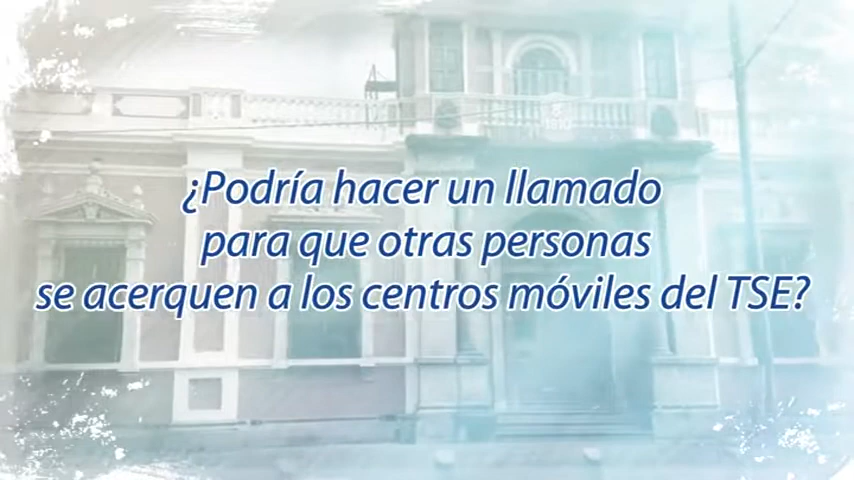 ¿Podría hacer un llamado
para que otras personas
se acerquen a los centros móviles del TSE?